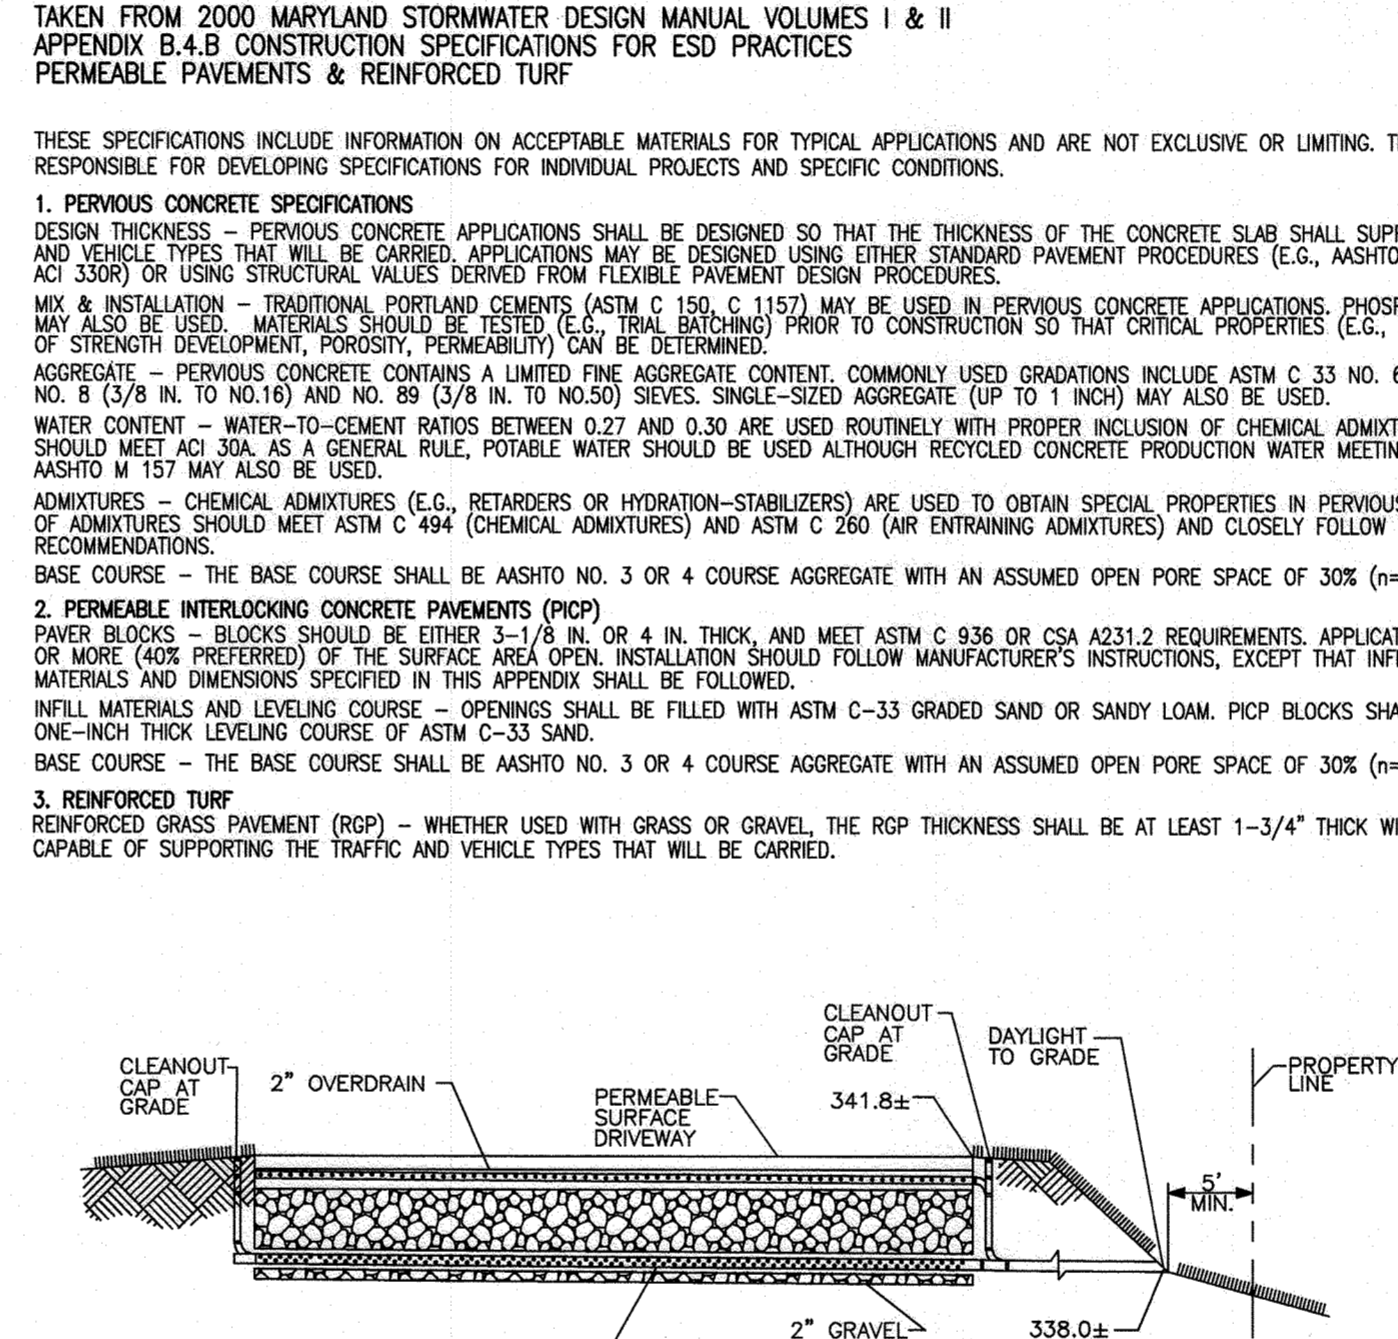 TAKEN FROM 2000 MARYLAND STORMWATER DESIGN MANUAL VOLUMES I & II
APPENDIX B.4.B CONSTRUCTION SPECIFICATIONS FOR ESD PRACTICES
PERMEABLE PAVEMENTS & REINFORCED TURF
THESE SPECIFICATIONS INCLUDE INFORMATION ON ACCEPTABLE MATERIALS FOR TYPICAL APPLICATIONS AND ARE NOT EXCLUSIVE OR LIMITING.
RESPONSIBLE FOR DEVELOPING SPECIFICATIONS FOR INDIVIDUAL PROJECTS AND SPECIFIC CONDITIONS.
1. PERVIOUS CONCRETE SPECIFICATIONS
DESIGN THICKNESS – PERVIOUS CONCRETE APPLICATIONS SHALL BE DESIGNED SO THAT THE THICKNESS OF THE CONCRETE SLAB SHALL
AND VEHICLE TYPES THAT WILL BE CARRIED. APPLICATIONS MAY BE DESIGNED USING EITHER STANDARD PAVEMENT PROCEDURES (E.G., AASHTO
ACI 330R) OR USING STRUCTURAL VALUES DERIVED FROM FLEXIBLE PAVEMENT DESIGN PROCEDURES.
MIX & INSTALLATION – TRADITIONAL PORTLAND CEMENTS (ASTM C 150, C 1157) MAY BE USED IN PERVIOUS CONCRETE APPLICATIONS.
MAY ALSO BE USED. MATERIALS SHOULD BE TESTED (E.G., TRIAL BATCHING) PRIOR TO CONSTRUCTION SO THAT CRITICAL PROPERTIES (E.G.,
OF STRENGTH DEVELOPMENT, POROSITY, PERMEABILITY) CAN BE DETERMINED.
AGGREGATE – PERVIOUS CONCRETE CONTAINS A LIMITED FINE AGGREGATE CONTENT. COMMONLY USED GRADATIONS INCLUDE ASTM C 33 NO.
NO. 8 (3/8 IN. TO NO.16) AND NO. 89 (3/8 IN. TO NO.50) SIEVES. SINGLE-SIZED AGGREGATE (UP TO 1 INCH) MAY ALSO BE USED.
WATER CONTENT – WATER-TO-CEMENT RATIOS BETWEEN 0.27 AND 0.30 ARE USED ROUTINELY WITH PROPER INCLUSION OF CHEMICAL
SHOULD MEET ACI 30A. AS A GENERAL RULE, POTABLE WATER SHOULD BE USED ALTHOUGH RECYCLED CONCRETE PRODUCTION WATER
AASHTO M 157 MAY ALSO BE USED.
ADMIXTURES – CHEMICAL ADMIXTURES (E.G., RETARDERS OR HYDRATION-STABILIZERS) ARE USED TO OBTAIN SPECIAL PROPERTIES IN
OF ADMIXTURES SHOULD MEET ASTM C 494 (CHEMICAL ADMIXTURES) AND ASTM C 260 (AIR ENTRAINING ADMIXTURES) AND CLOSELY FOLLOW
RECOMMENDATIONS.
BASE COURSE – THE BASE COURSE SHALL BE AASHTO NO. 3 OR 4 COURSE AGGREGATE WITH AN ASSUMED OPEN PORE SPACE OF 30% (n=
2. PERMEABLE INTERLOCKING CONCRETE PAVEMENTS (PICP)
PAVER BLOCKS – BLOCKS SHOULD BE EITHER 3-1/8 IN. OR 4 IN. THICK, AND MEET ASTM C 936 OR CSA A231.2 REQUIREMENTS.
OR MORE (40% PREFERRED) OF THE SURFACE AREA OPEN. INSTALLATION SHOULD FOLLOW MANUFACTURER'S INSTRUCTIONS, EXCEPT THAT
MATERIALS AND DIMENSIONS SPECIFIED IN THIS APPENDIX SHALL BE FOLLOWED.
INFILL MATERIALS AND LEVELING COURSE – OPENINGS SHALL BE FILLED WITH ASTM C-33 GRADED SAND OR SANDY LOAM. PICP BLOCKS
ONE-INCH THICK LEVELING COURSE OF ASTM C-33 SAND.
BASE COURSE – THE BASE COURSE SHALL BE AASHTO NO. 3 OR 4 COURSE AGGREGATE WITH AN ASSUMED OPEN PORE SPACE OF 30% (n=
3. REINFORCED TURF
REINFORCED GRASS PAVEMENT (RGP) – WHETHER USED WITH GRASS OR GRAVEL, THE RGP THICKNESS SHALL BE AT LEAST 1-3/4" THICK
CAPABLE OF SUPPORTING THE TRAFFIC AND VEHICLE TYPES THAT WILL BE CARRIED.
CLEANOUT
CAP AT
GRADE
2" OVERDRAIN
PERMEABLE
SURFACE
DRIVEWAY
CLEANOUT
CAP AT
GRADE
341.8±
DAYLIGHT
TO GRADE
PROPERTY
LINE
5'
MIN.
2" GRAVEL
338.0±